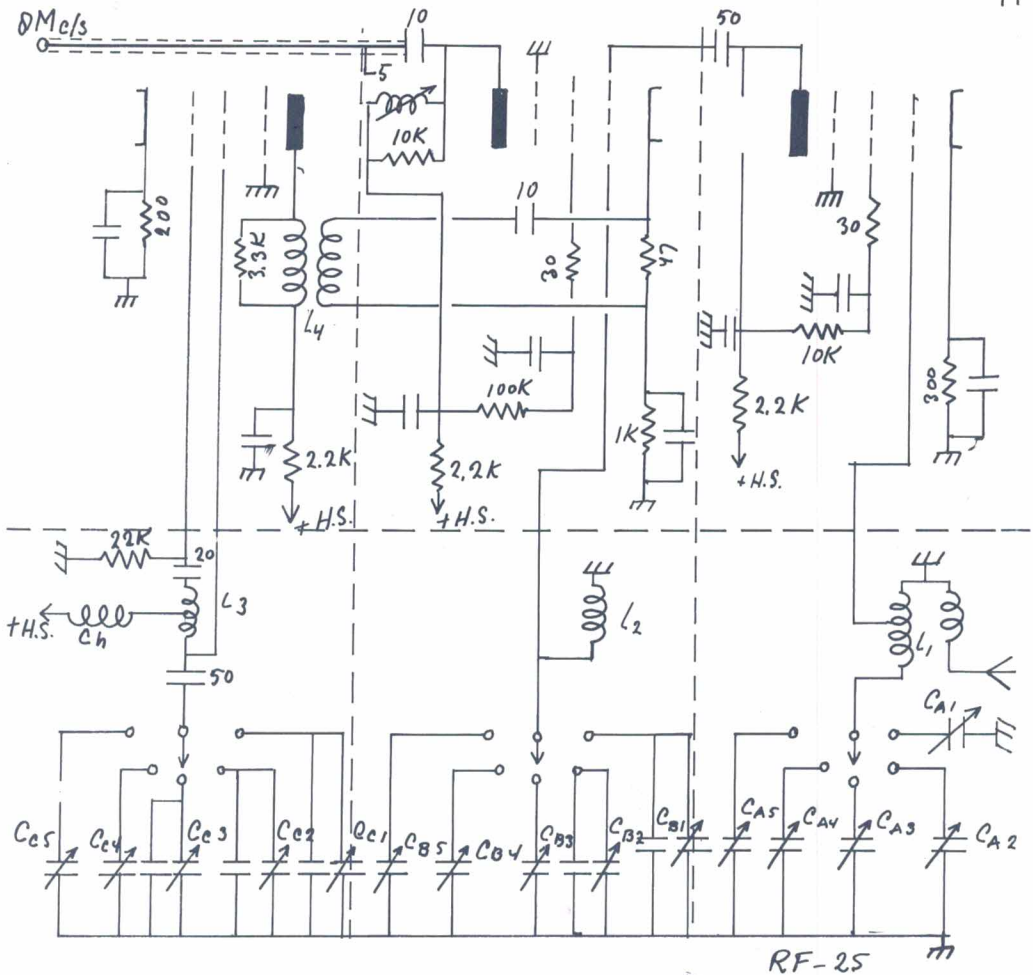 8Mc/s
10
50
L5
10K
10
200
3.3K
L4
30
47
30
10K
100K
300
2.2K
2,2K
1K
2.2K
+H.S.
+H.S.
+H.S.
22K
20
L3
+H.S.
Ch
L2
L1
50
CA1
CC5
CC4
CC3
CC2
CC1
CB5
CB4
CB3
CB2
CB1
CA5
CA4
CA3
CA2
RF-25